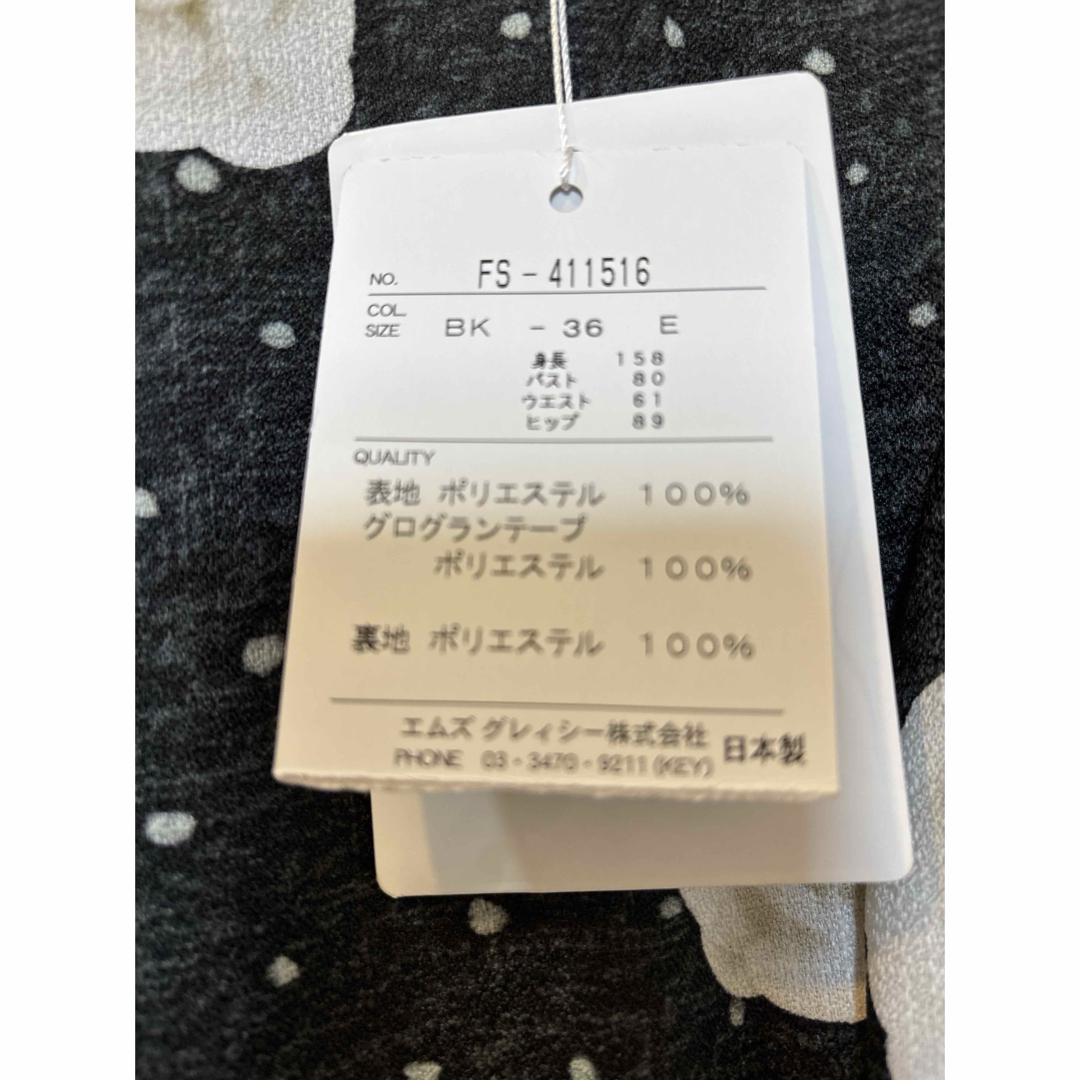 NO. FS-411516
COL.
SIZE BK - 36 E
身長 158
バスト 80
ウエスト 61
ヒップ 89
QUALITY
表地 ポリエステル 100%
グログランテープ
ポリエステル 100%
裏地 ポリエステル 100%
エムズ グレィシー株式会社
PHONE 03・3470・9211(KEY) 日本製